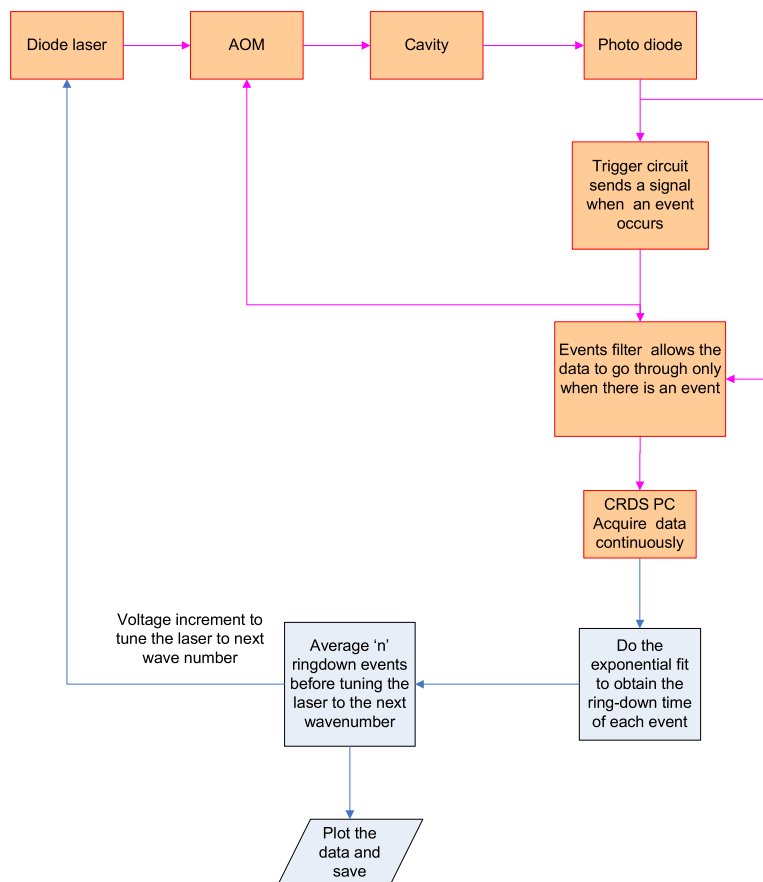 Diode laser
AOM
Cavity
Photo diode
Trigger circuit
sends a signal
when an event
occurs
Events filter allows the
data to go through only
when there is an event
CRDS PC
Acquire data
continuously
Voltage increment to
tune the laser to next
wave number
Average ‘n’
ringdown events
before tuning the
laser to the next
wavenumber
Do the
exponential fit
to obtain the
ring-down time
of each event
Plot the
data and
save